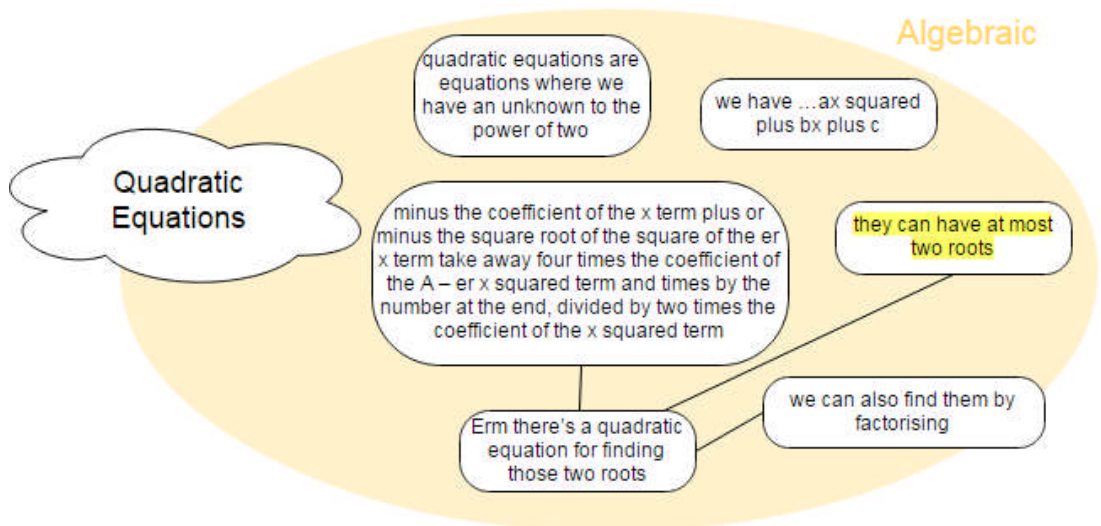 Algebraic
quadratic equations are
equations where we
have an unknown to the
power of two
we have ...ax squared
plus bx plus c
Quadratic
Equations
minus the coefficient of the x term plus or
minus the square root of the square of the er
x term take away four times the coefficient of
the A – er x squared term and times by the
number at the end, divided by two times the
coefficient of the x squared term
they can have at most
two roots
Erm there's a quadratic
equation for finding
those two roots
we can also find them by
factorising